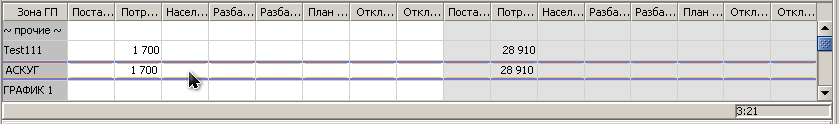 Зона ГП Поста... Потр... Насел... Разба... Разба... План ... Откл... Откл... Поста... Потр... Насел... Разба... Разба... План ... Откл... Откл...
~ прочие ~
Test111 1 700 28 910
АСКУГ 1 700 28 910
ГРАФИК 1
3:21